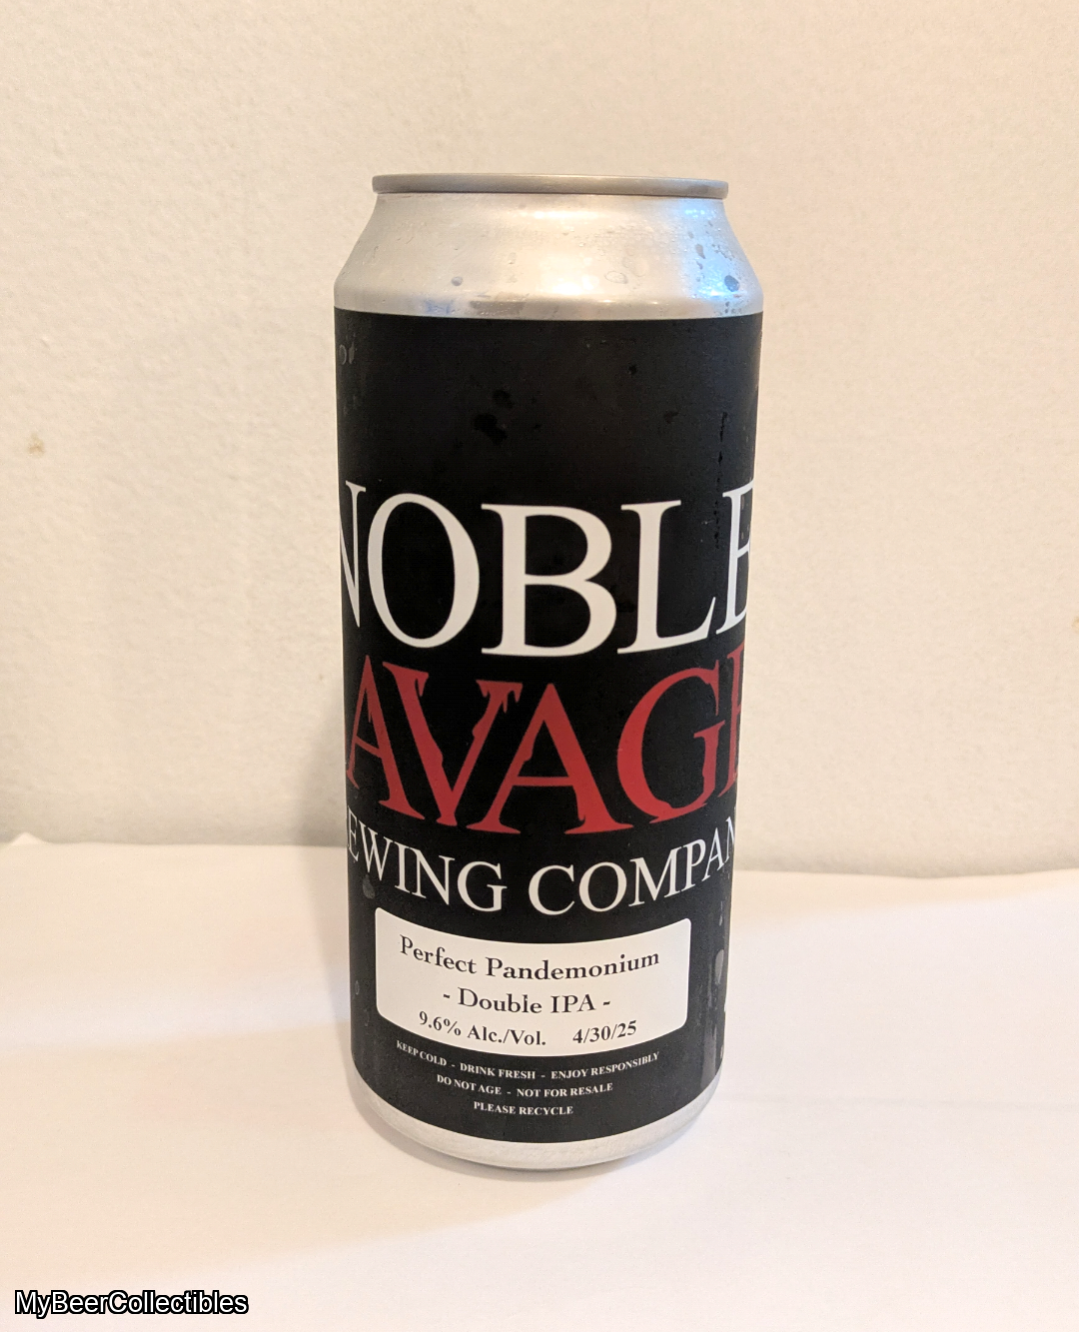 NOBLE
AVAGE
EWING COMPAN
Perfect Pandemonium
- Double IPA -
9.6% Alc./Vol. 4/30/25
KEEP COLD - DRINK FRESH - ENJOY RESPONSIBLY
DO NOT AGE - NOT FOR RESALE
PLEASE RECYCLE
MyBeerCollectibles